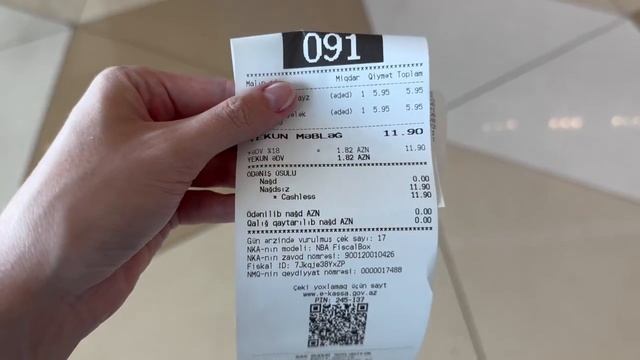 091
Miqdar Qiymət Toplam
(ədəd) 1 5.95 5.95
(ədəd) 1 5.95 5.95
YEKUN MƏBLƏĞ 11.90
*ƏDV %18 * 1.82 AZN 11.90
YEKUN ƏDV 1.82 AZN
ÖDƏNİŞ ÜSULU
Nağd 0.00
Nağdsız 11.90
* Cashless 11.90
Ödənilib nağd AZN 0.00
Qalığ qaytarılıb nağd AZN 0.00
Gün ərzində vurulmuş çek sayı: 17
NKA-nın modeli: NBA FiscalBox
NKA-nın zavod nömrəsi: 900120010426
Fiskal ID: 7Jkqje38YxZP
NMQ-nin qeydiyyat nömrəsi: 0000017488
Çeki yoxlamaq üçün sayt
www.e-kassa.gov.az
PIN: 245-137